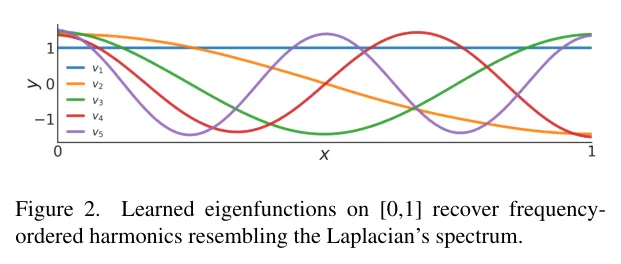 y
1
0
−1
v1
v2
v3
v4
v5
0
x
1
Figure 2. Learned eigenfunctions on [0,1] recover frequency-
ordered harmonics resembling the Laplacian's spectrum.